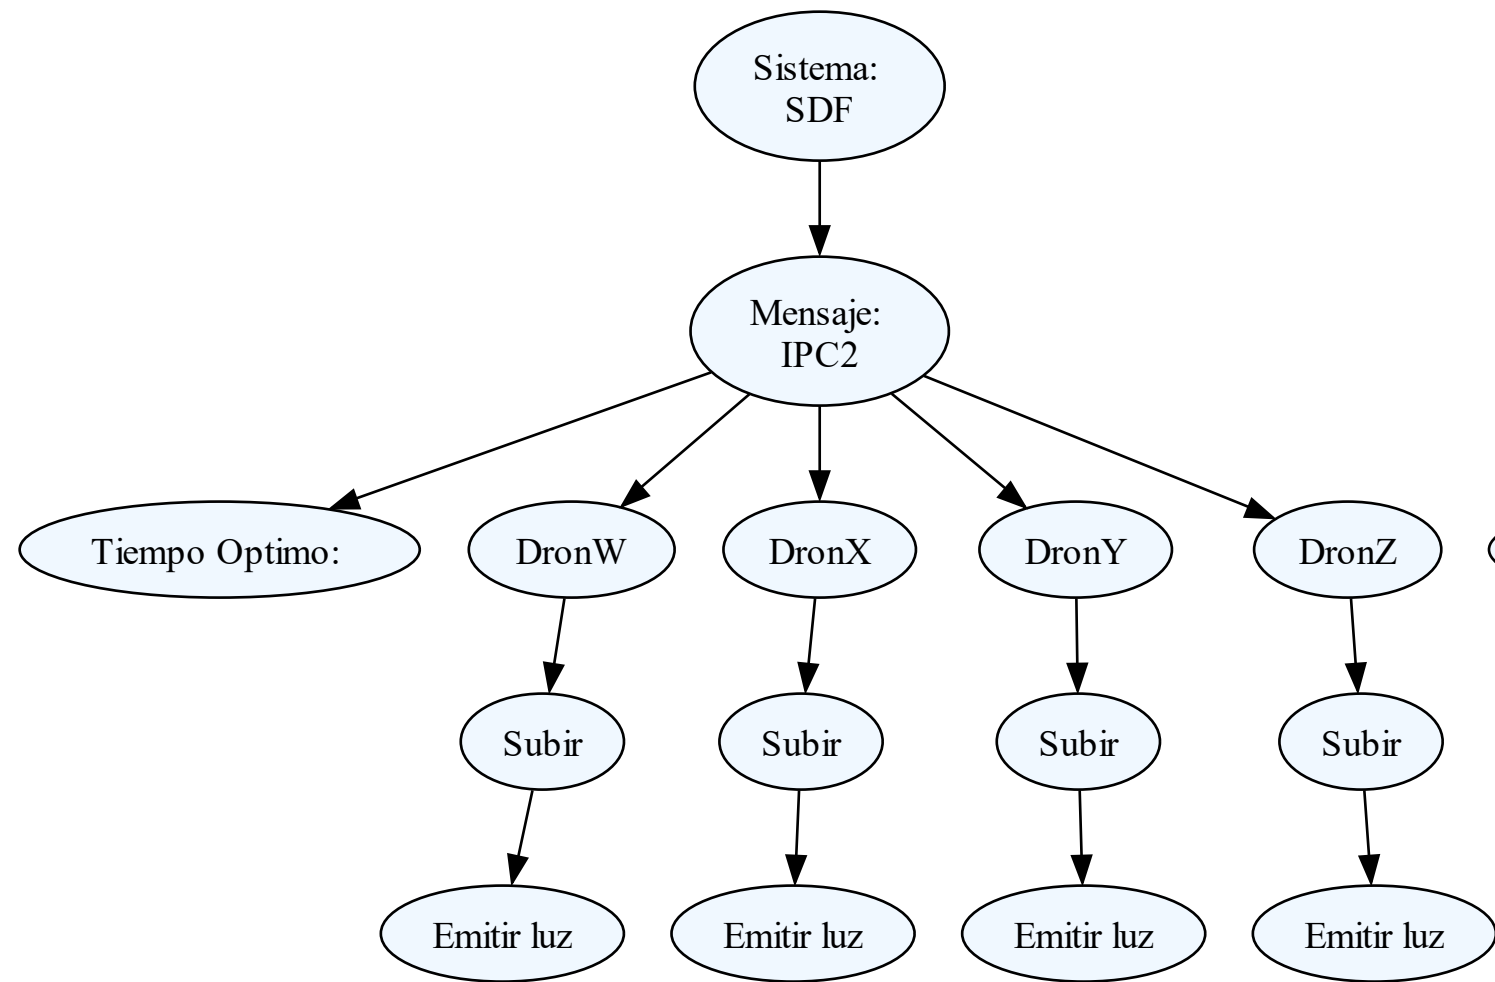 Sistema:
SDF
Mensaje:
IPC2
Tiempo Optimo:
DronW
DronX
DronY
DronZ
Subir
Subir
Subir
Subir
Emitir luz
Emitir luz
Emitir luz
Emitir luz